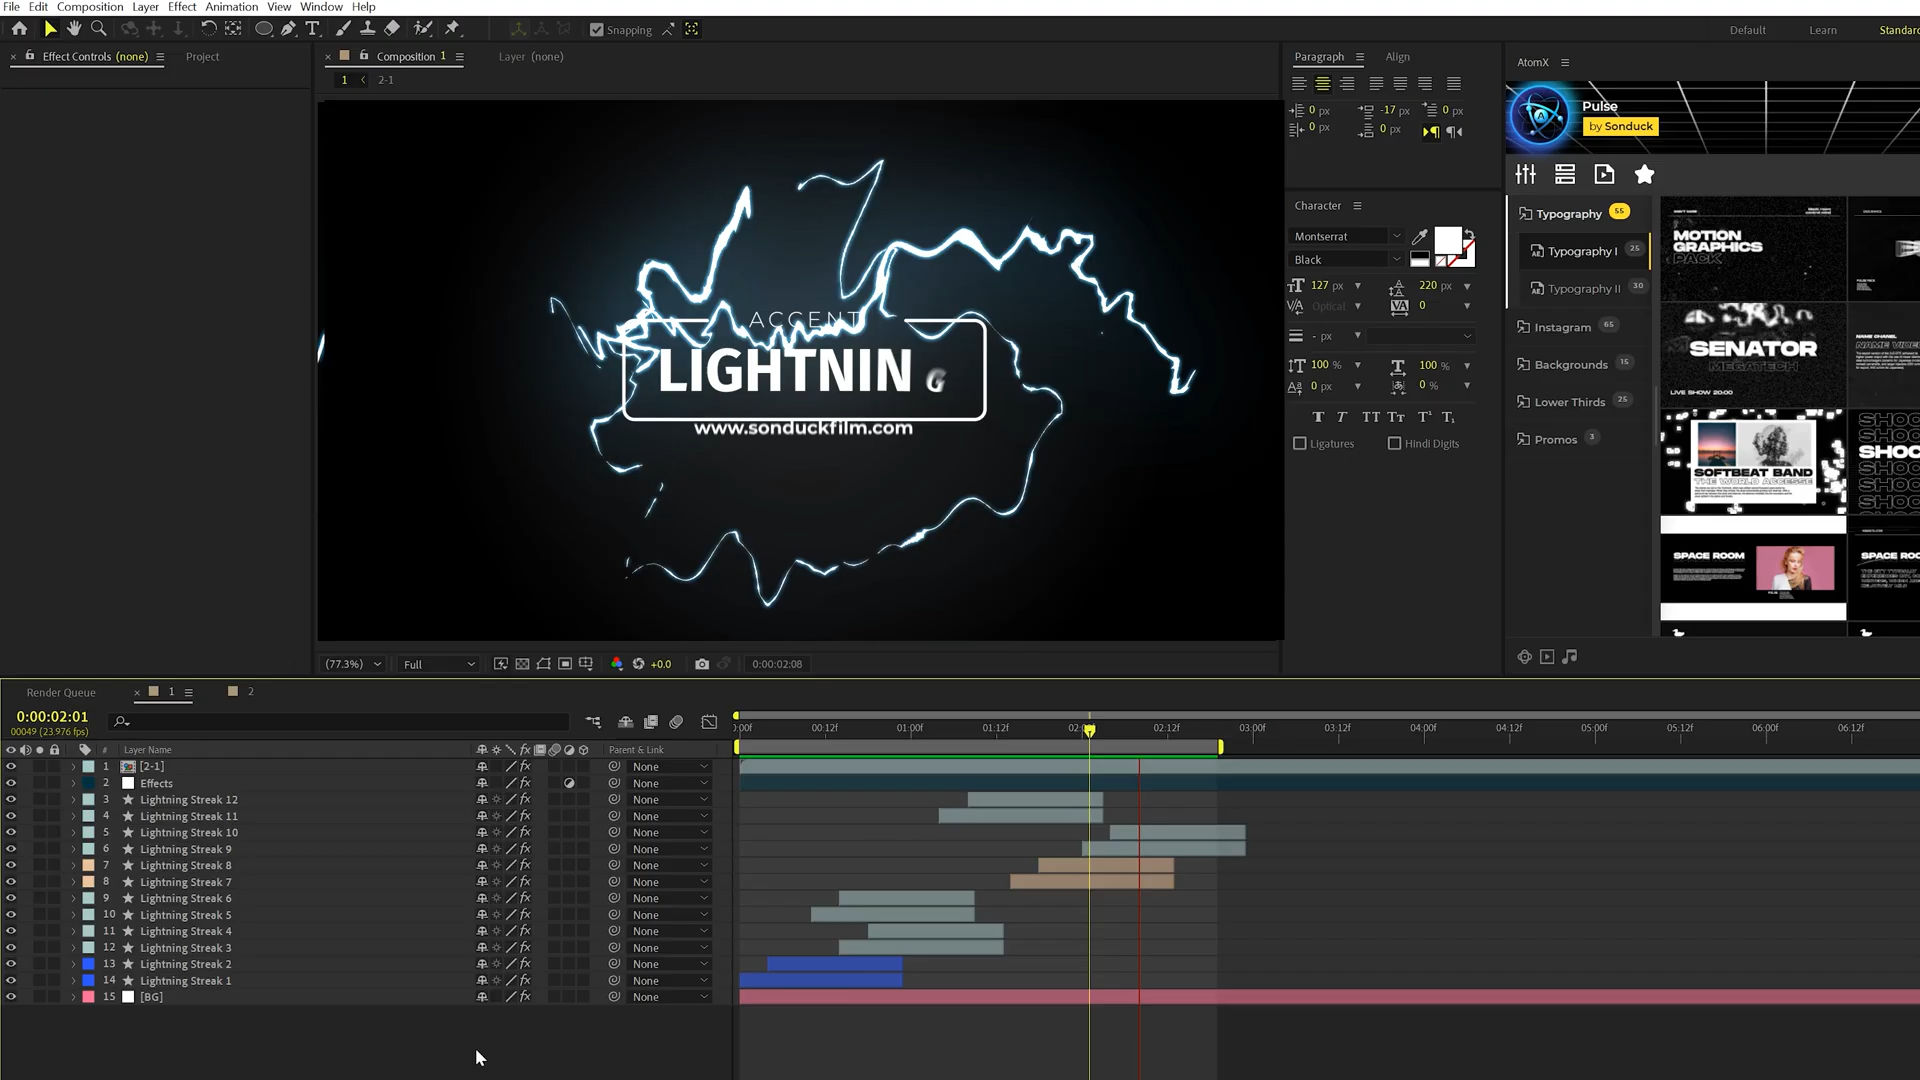 File Edit Composition Layer Effect Animation View Window Help
Snapping
Default Learn Standard
Effect Controls (none) Project
Composition 1 Layer (none)
1 2-1
ACCENT
LIGHTNIN G
www.sonduckfilm.com
(77.3%) Full +0.0 0:00:02:08
Paragraph Align
0 px -17 px 0 px
0 px 0 px
Character
Montserrat
Black
127 px 220 px
Optical 0
- px
100 % 100 %
0 px 0 %
Ligatures Hindi Digits
AtomX
Pulse
by Sonduck
Typography 55
Typography I 25
Typography II 30
Instagram 65
Backgrounds 15
Lower Thirds 25
Promos 3
MOTION
GRAPHICS
PACK
SENATOR
MEGATECH
LIVE SHOW 20:00
NAME CHANEL
SOFTBEAT BAND
THE WORLD ACCESSE
SHOO
SHOO
SHOO
SHOO
SPACE ROOM
SPACE ROO
Render Queue 1 2
0:00:02:01
00049 (23.976 fps)
:00f 00:12f 01:00f 01:12f 02:00f 02:12f 03:00f 03:12f 04:00f 04:12f 05:00f 05:12f 06:00f 06:12f
# Layer Name Parent & Link
1 [2-1] None
2 Effects None
3 Lightning Streak 12 None
4 Lightning Streak 11 None
5 Lightning Streak 10 None
6 Lightning Streak 9 None
7 Lightning Streak 8 None
8 Lightning Streak 7 None
9 Lightning Streak 6 None
10 Lightning Streak 5 None
11 Lightning Streak 4 None
12 Lightning Streak 3 None
13 Lightning Streak 2 None
14 Lightning Streak 1 None
15 [BG] None